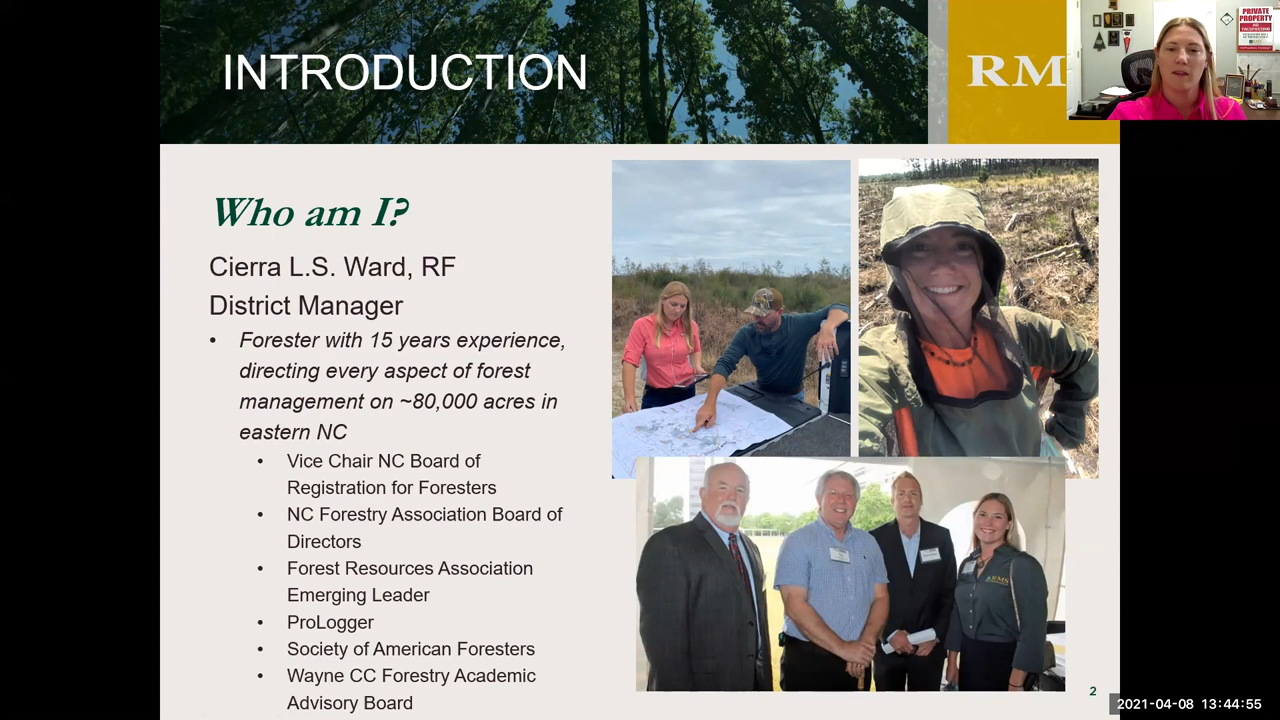 INTRODUCTION
RM
PRIVATE
PROPERTY
Who am I?
Cierra L.S. Ward, RF
District Manager
• Forester with 15 years experience,
directing every aspect of forest
management on ~80,000 acres in
eastern NC
• Vice Chair NC Board of
Registration for Foresters
• NC Forestry Association Board of
Directors
• Forest Resources Association
Emerging Leader
• ProLogger
• Society of American Foresters
• Wayne CC Forestry Academic
Advisory Board
RMS
2
2021-04-08 13:44:55